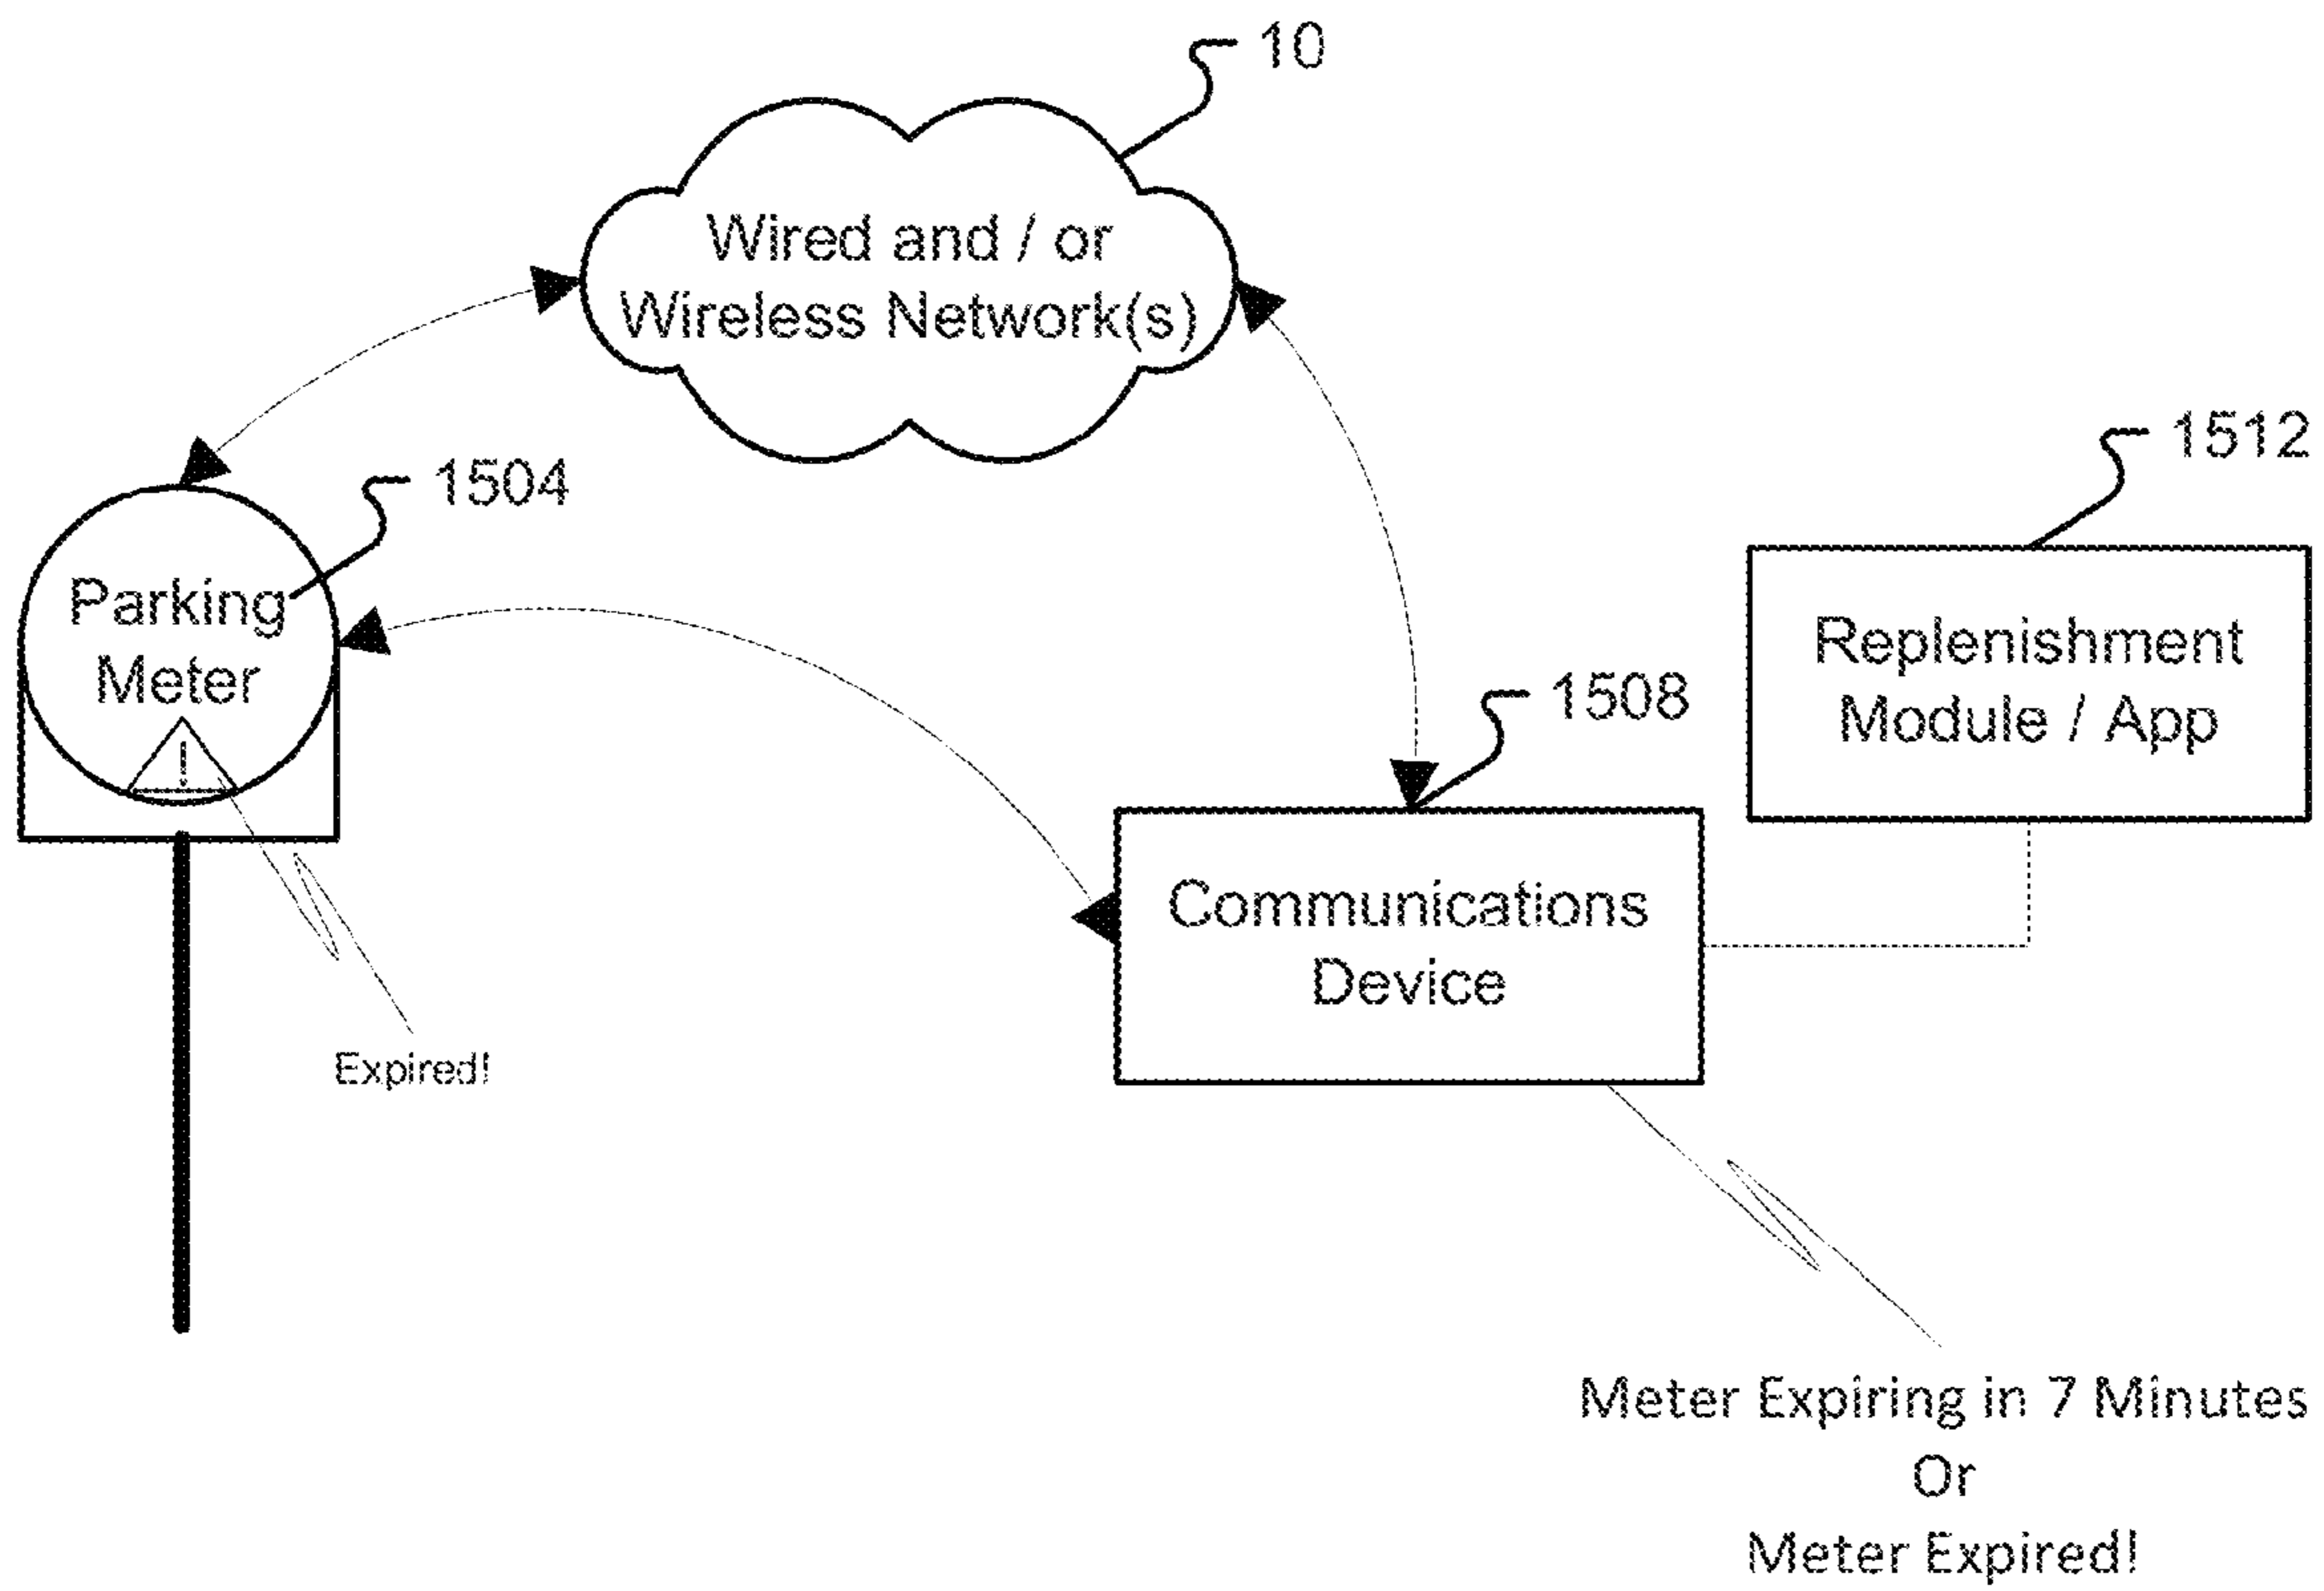 10
Wired and / or
Wireless Network(s)
1512
1504
Parking
Meter
!
Replenishment
Module / App
1508
Communications
Device
Expired!
Meter Expiring in 7 Minutes
Or
Meter Expired!